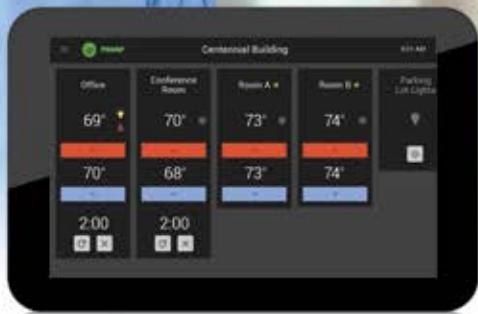 Centennial Building
Office
69°
70°
2:00
Conference
Room
70°
68°
2:00
Room A
73°
73°
Room B
74°
74°
Parking
Lot Lights